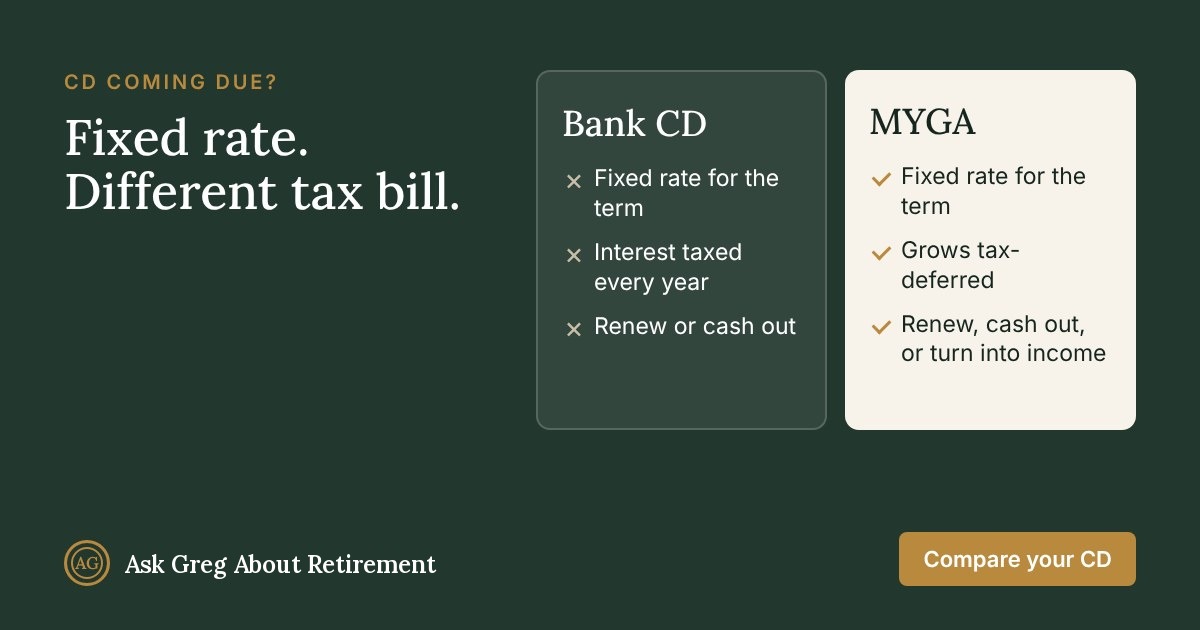 CD COMING DUE?
Fixed rate.
Different tax bill.
Bank CD
Fixed rate for the
term
Interest taxed
every year
Renew or cash out
MYGA
Fixed rate for the
term
Grows tax-
deferred
Renew, cash out,
or turn into income
AG
Ask Greg About Retirement
Compare your CD